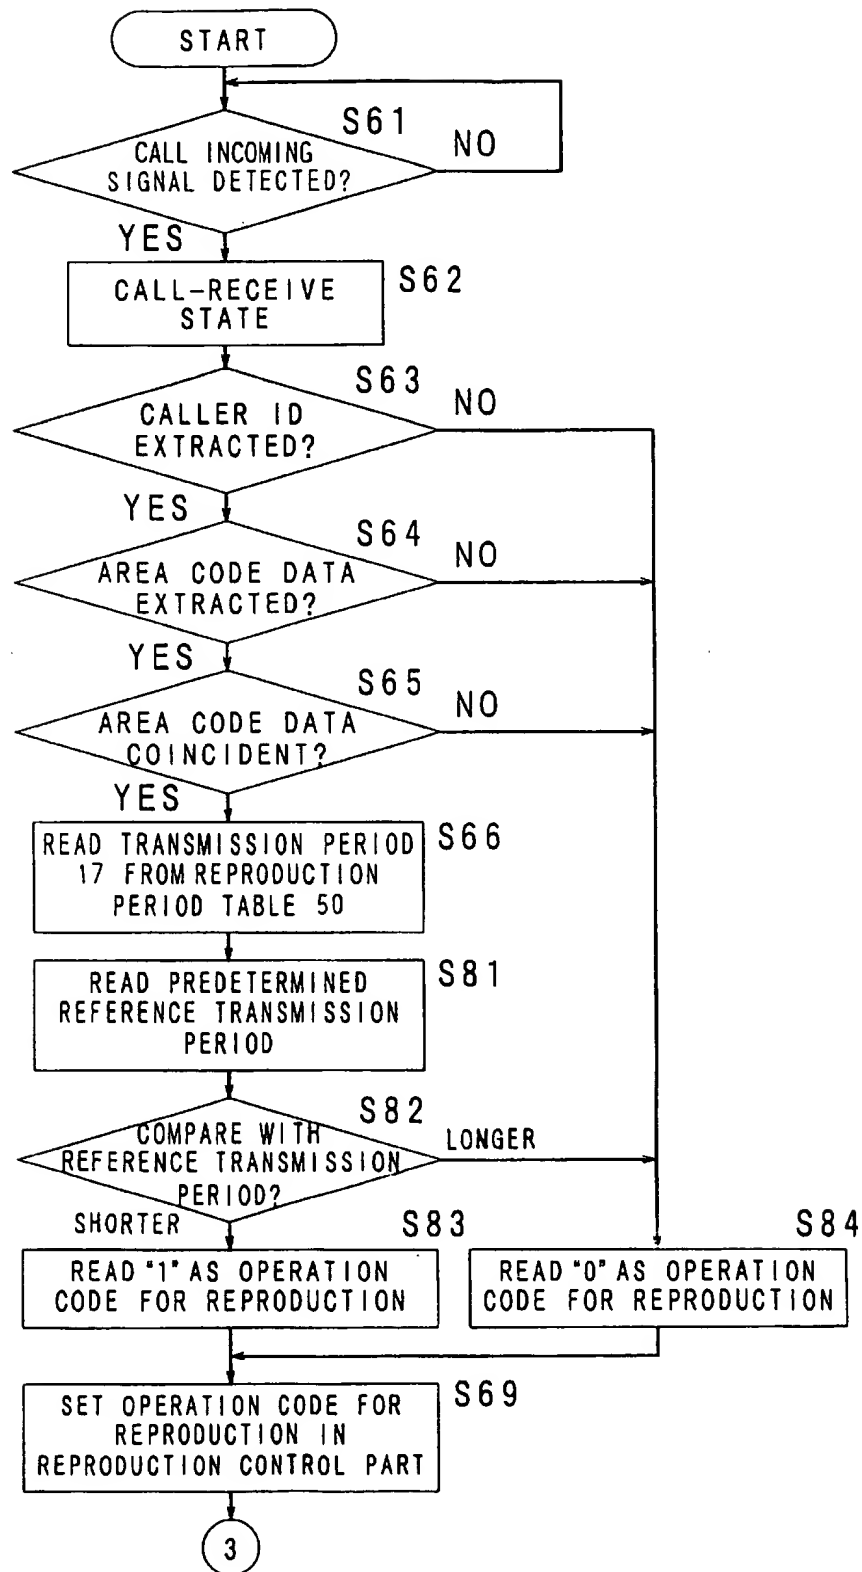 START
S61
CALL INCOMING
SIGNAL DETECTED?
NO
YES
CALL-RECEIVE
STATE
S62
S63
CALLER ID
EXTRACTED?
NO
YES
S64
AREA CODE DATA
EXTRACTED?
NO
YES
S65
AREA CODE DATA
COINCIDENT?
NO
YES
READ TRANSMISSION PERIOD
17 FROM REPRODUCTION
PERIOD TABLE 50
S66
READ PREDETERMINED
REFERENCE TRANSMISSION
PERIOD
S81
S82
COMPARE WITH
REFERENCE TRANSMISSION
PERIOD?
LONGER
SHORTER
S83
READ "1" AS OPERATION
CODE FOR REPRODUCTION
S84
READ "0" AS OPERATION
CODE FOR REPRODUCTION
SET OPERATION CODE FOR
REPRODUCTION IN
REPRODUCTION CONTROL PART
S69
3